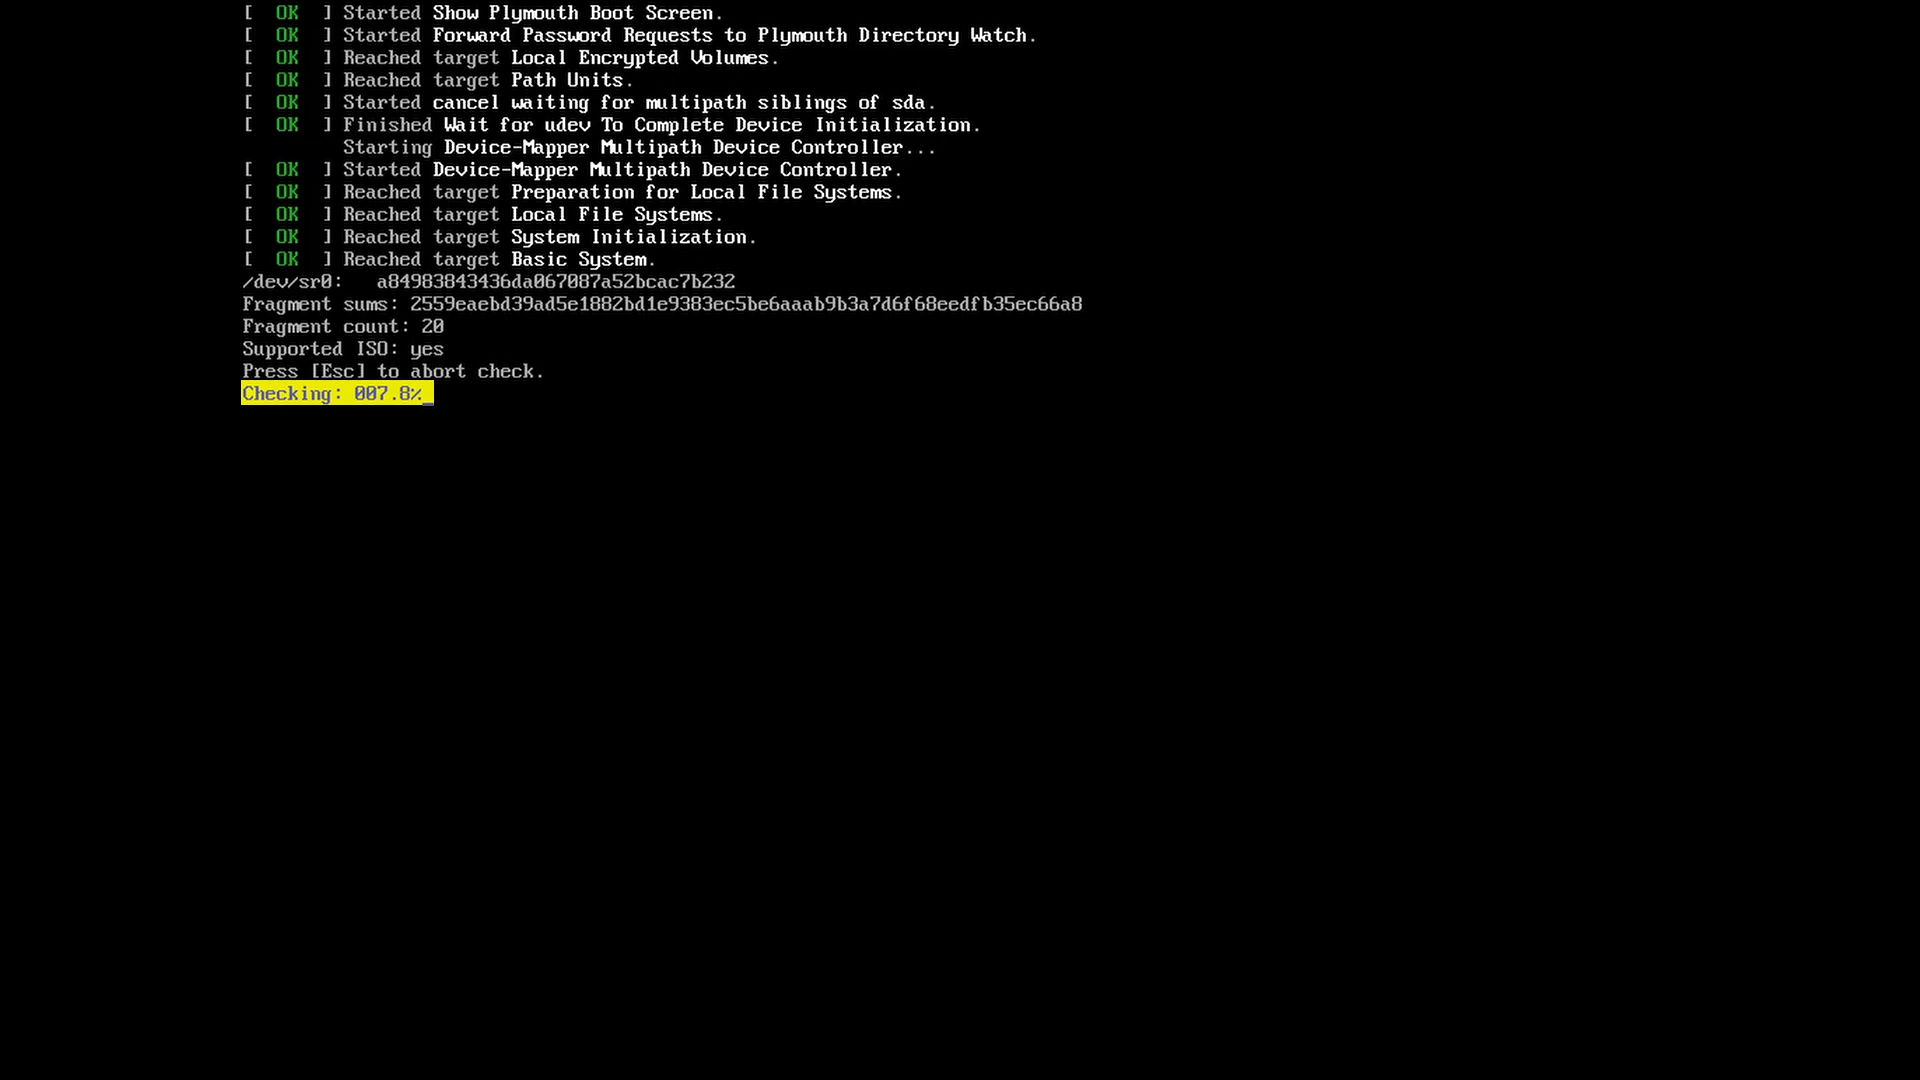 [  OK  ] Started Show Plymouth Boot Screen.
[  OK  ] Started Forward Password Requests to Plymouth Directory Watch.
[  OK  ] Reached target Local Encrypted Volumes.
[  OK  ] Reached target Path Units.
[  OK  ] Started cancel waiting for multipath siblings of sda.
[  OK  ] Finished Wait for udev To Complete Device Initialization.
         Starting Device-Mapper Multipath Device Controller...
[  OK  ] Started Device-Mapper Multipath Device Controller.
[  OK  ] Reached target Preparation for Local File Systems.
[  OK  ] Reached target Local File Systems.
[  OK  ] Reached target System Initialization.
[  OK  ] Reached target Basic System.
/dev/sr0:   a84983843436da067087a52bcac7b232
Fragment sums: 2559eaebd39ad5e1882bd1e9383ec5be6aaab9b3a7d6f68eedfb35ec66a8
Fragment count: 20
Supported ISO: yes
Press [Esc] to abort check.
Checking: 007.8%_